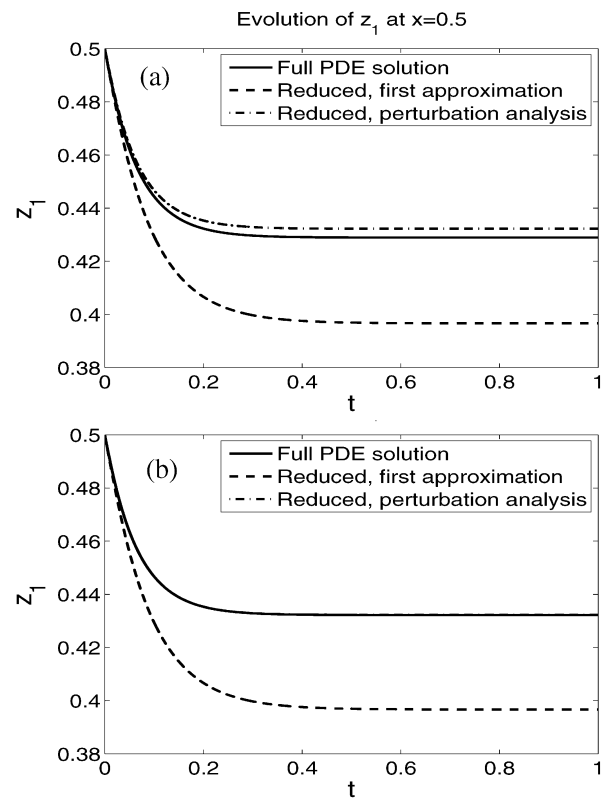 Evolution of z1 at x=0.5
(a)
Full PDE solution
Reduced, first approximation
Reduced, perturbation analysis
0.5
0.48
0.46
0.44
0.42
0.4
0.38
z1
0 0.2 0.4 0.6 0.8 1
t
(b)
Full PDE solution
Reduced, first approximation
Reduced, perturbation analysis
0.5
0.48
0.46
0.44
0.42
0.4
0.38
z1
0 0.2 0.4 0.6 0.8 1
t